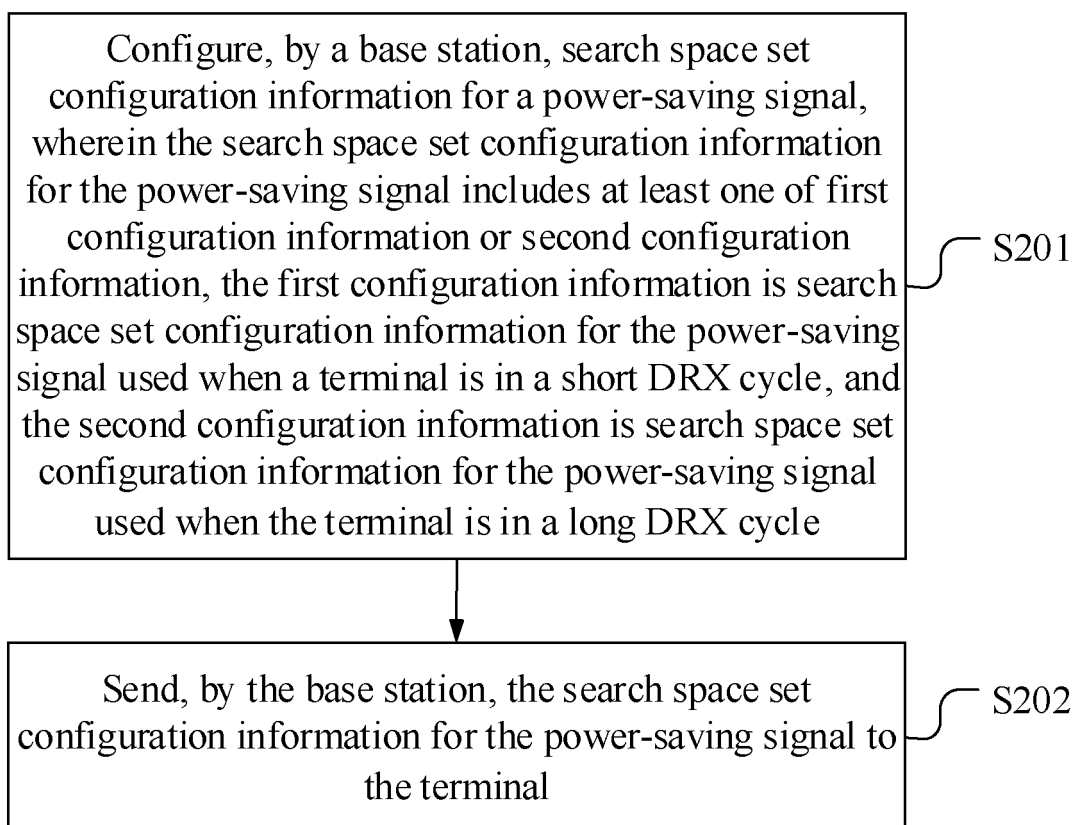 Configure, by a base station, search space set
configuration information for a power-saving signal,
wherein the search space set configuration information
for the power-saving signal includes at least one of first
configuration information or second configuration
information, the first configuration information is search
space set configuration information for the power-saving
signal used when a terminal is in a short DRX cycle, and
the second configuration information is search space set
configuration information for the power-saving signal
used when the terminal is in a long DRX cycle
S201
Send, by the base station, the search space set
configuration information for the power-saving signal to
the terminal
S202